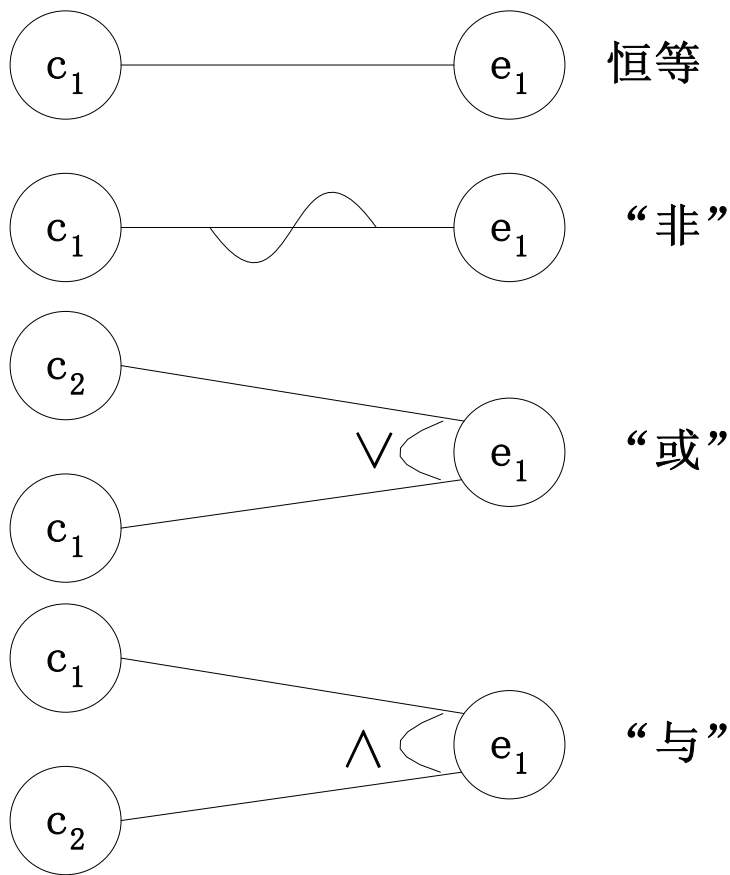 c₁ e₁ 恒等
c₁ e₁ “非”
c₂
∨ e₁ “或”
c₁
c₁
∧ e₁ “与”
c₂